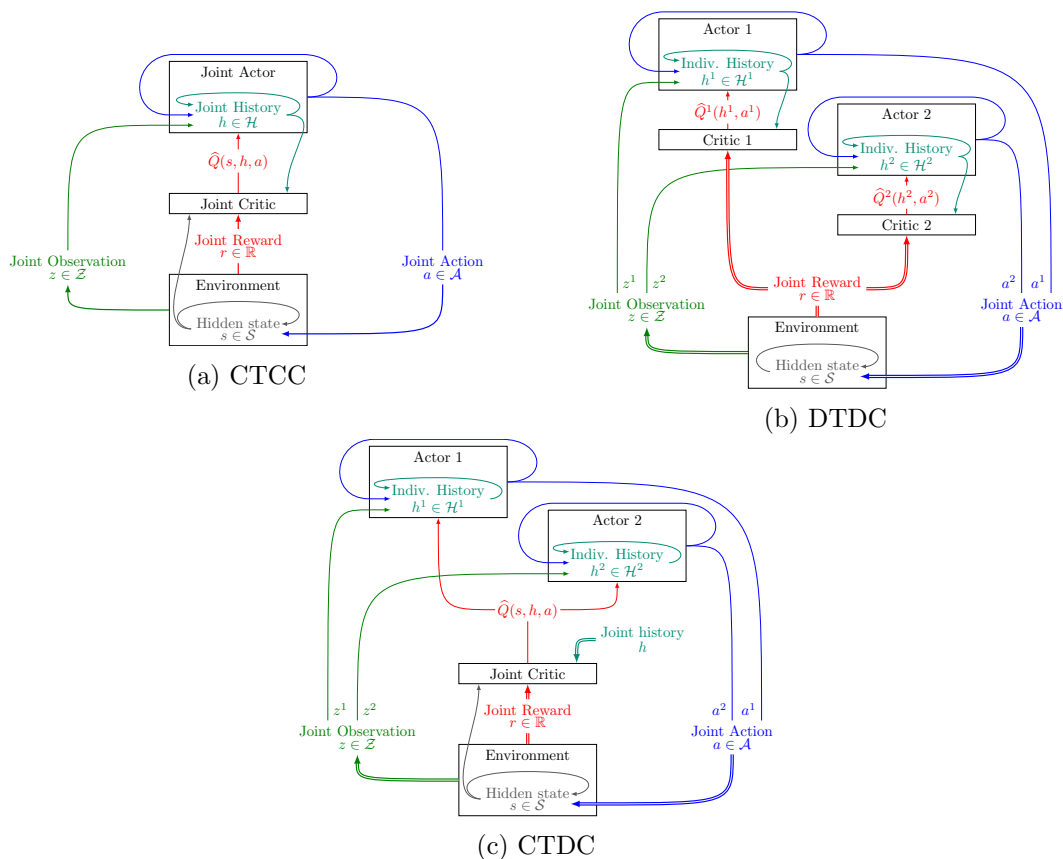 Joint Actor
Joint History
h ∈ ℋ
Q̂(s, h, a)
Joint Critic
Joint Reward
r ∈ ℝ
Joint Observation
z ∈ 𝒵
Joint Action
a ∈ 𝒜
Environment
Hidden state
s ∈ 𝒮
(a) CTCC
Actor 1
Indiv. History
h¹ ∈ ℋ¹
Q̂¹(h¹, a¹)
Critic 1
Actor 2
Indiv. History
h² ∈ ℋ²
Q̂²(h², a²)
Critic 2
z¹ z²
Joint Observation
z ∈ 𝒵
Joint Reward
r ∈ ℝ
a² a¹
Joint Action
a ∈ 𝒜
Environment
Hidden state
s ∈ 𝒮
(b) DTDC
Actor 1
Indiv. History
h¹ ∈ ℋ¹
Actor 2
Indiv. History
h² ∈ ℋ²
Q̂(s, h, a)
Joint history
h
Joint Critic
z¹ z²
Joint Observation
z ∈ 𝒵
Joint Reward
r ∈ ℝ
a² a¹
Joint Action
a ∈ 𝒜
Environment
Hidden state
s ∈ 𝒮
(c) CTDC